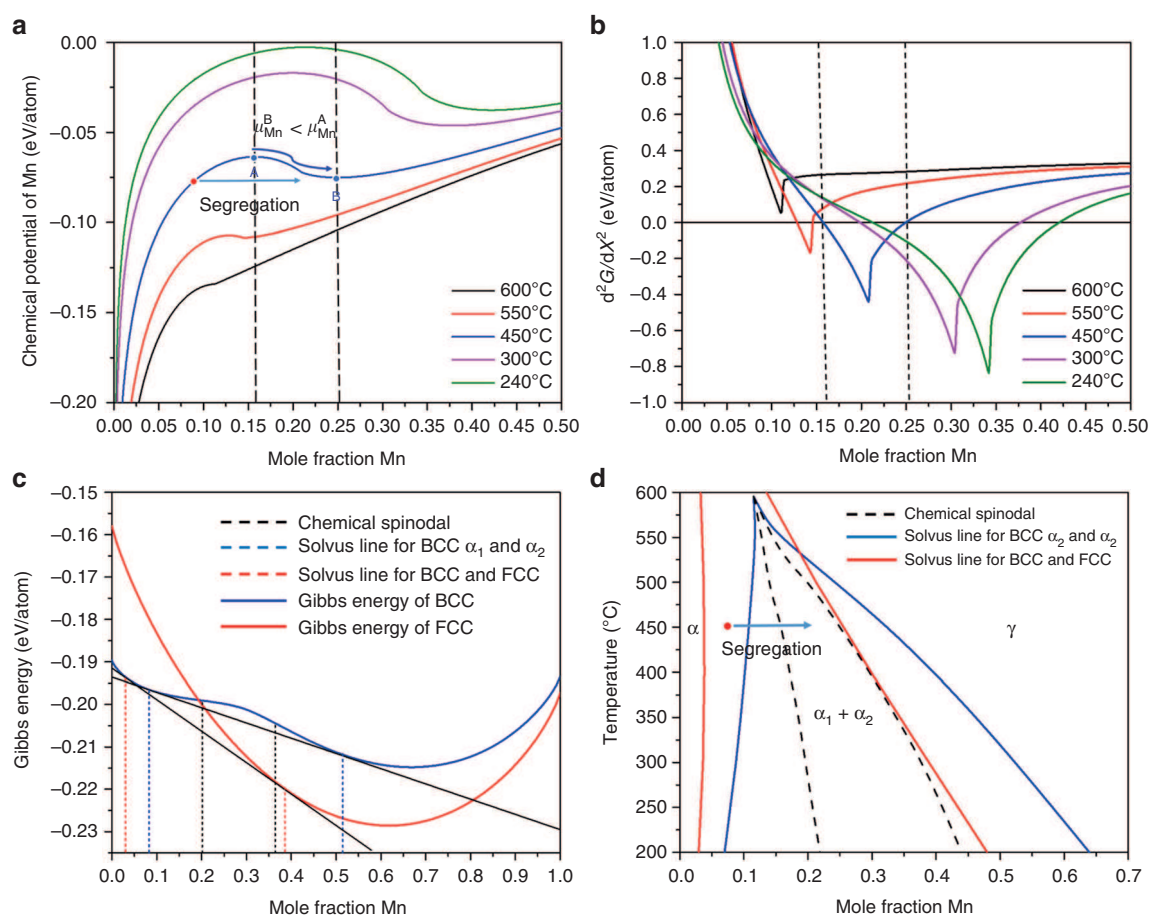 a
0.00
−0.05
−0.10
−0.15
−0.20
Chemical potential of Mn (eV/atom)
μ^B_Mn < μ^A_Mn
A
B
Segregation
600°C
550°C
450°C
300°C
240°C
0.00 0.05 0.10 0.15 0.20 0.25 0.30 0.35 0.40 0.45 0.50
Mole fraction Mn
b
1.0
0.8
0.6
0.4
0.2
0.0
−0.2
−0.4
−0.6
−0.8
−1.0
d²G/dX² (eV/atom)
600°C
550°C
450°C
300°C
240°C
0.00 0.05 0.10 0.15 0.20 0.25 0.30 0.35 0.40 0.45 0.50
Mole fraction Mn
c
−0.15
−0.16
−0.17
−0.18
−0.19
−0.20
−0.21
−0.22
−0.23
Gibbs energy (eV/atom)
Chemical spinodal
Solvus line for BCC α₁ and α₂
Solvus line for BCC and FCC
Gibbs energy of BCC
Gibbs energy of FCC
0.0 0.1 0.2 0.3 0.4 0.5 0.6 0.7 0.8 0.9 1.0
Mole fraction Mn
d
600
550
500
450
400
350
300
250
200
Temperature (°C)
Chemical spinodal
Solvus line for BCC α₂ and α₂
Solvus line for BCC and FCC
α
Segregation
γ
α₁ + α₂
0.0 0.1 0.2 0.3 0.4 0.5 0.6 0.7
Mole fraction Mn